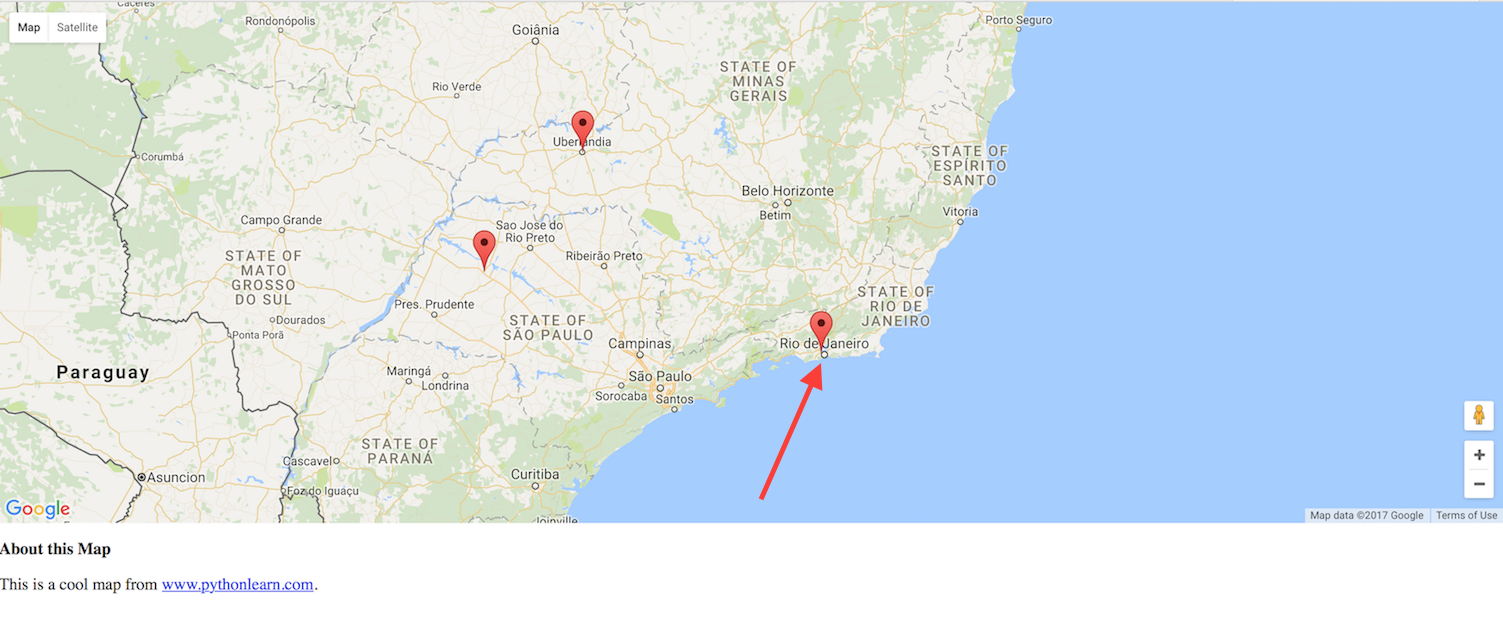 Cáceres
Map Satellite
Rondonópolis
Goiânia
Porto Seguro
Rio Verde
STATE OF
MINAS
GERAIS
Uberlandia
Corumbá
STATE OF
ESPÍRITO
SANTO
Belo Horizonte
Betim
Vitoria
Campo Grande
Sao Jose do
Rio Preto
Ribeirão Preto
STATE OF
MATO
GROSSO
DO SUL
Pres. Prudente
STATE OF
RIO DE
JANEIRO
Dourados
Ponta Porã
STATE OF
SÃO PAULO
Campinas
Rio de Janeiro
Paraguay
Maringá
Londrina
São Paulo
Sorocaba
Santos
STATE OF
PARANÁ
Cascavel
Asuncion
Foz do Iguaçu
Curitiba
Joinville
Google
Map data ©2017 Google Terms of Use
About this Map
This is a cool map from www.pythonlearn.com.